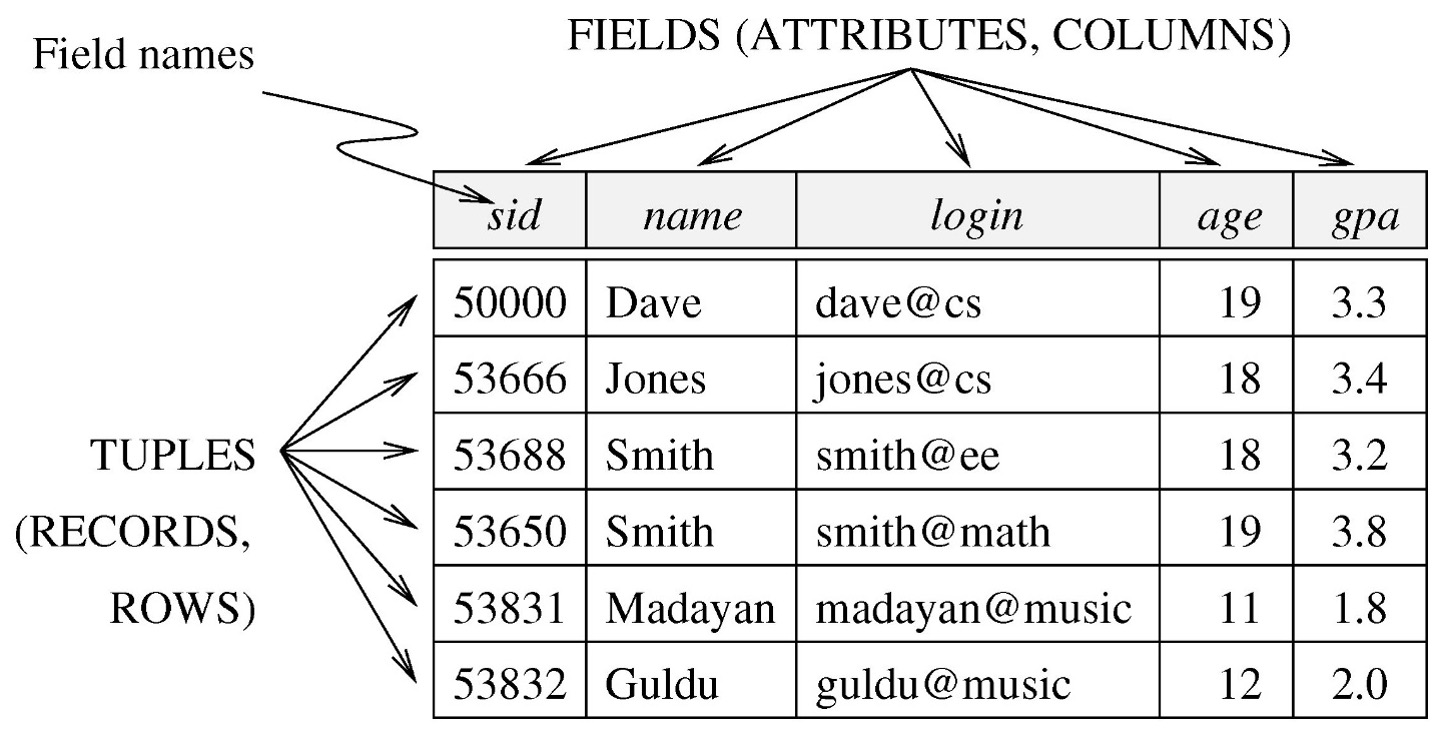 FIELDS (ATTRIBUTES, COLUMNS)
Field names
sid name login age gpa
50000 Dave dave@cs 19 3.3
53666 Jones jones@cs 18 3.4
53688 Smith smith@ee 18 3.2
53650 Smith smith@math 19 3.8
53831 Madayan madayan@music 11 1.8
53832 Guldu guldu@music 12 2.0
TUPLES
(RECORDS,
ROWS)